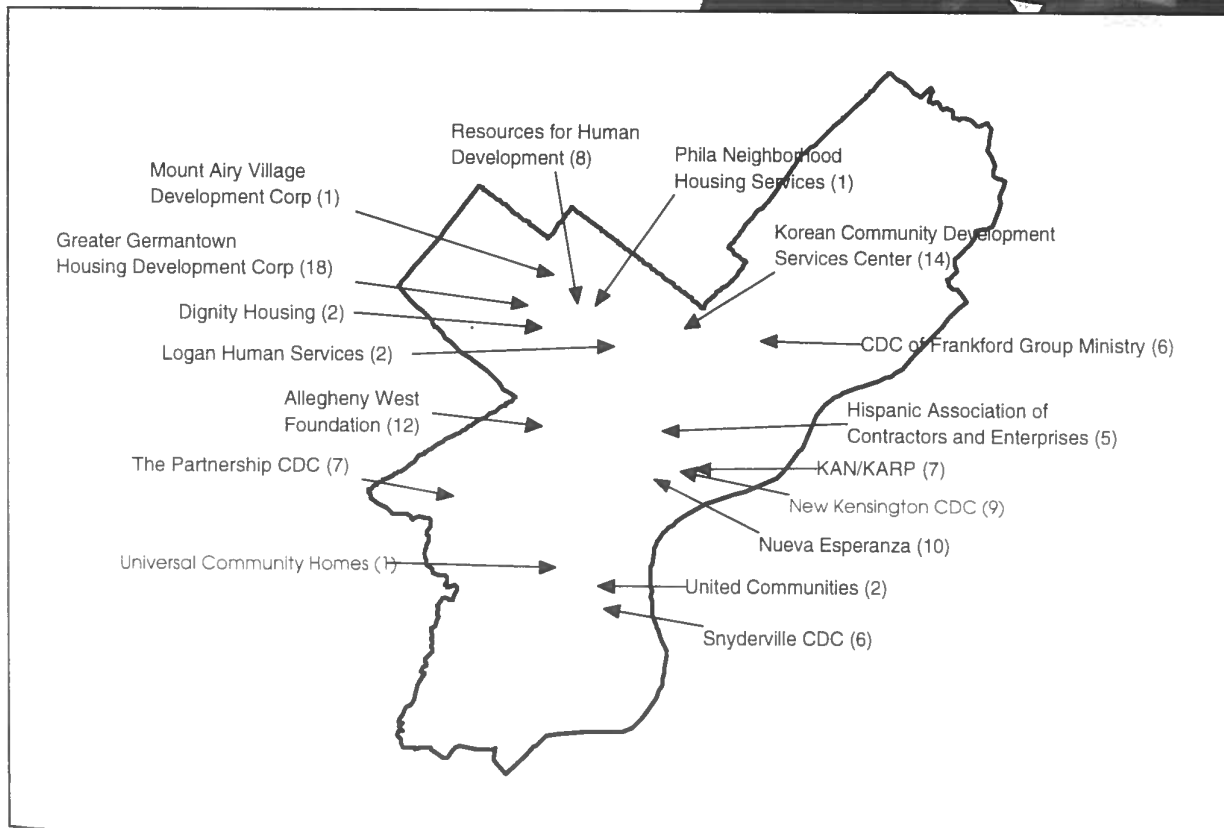 Resources for Human
Development (8)
Phila Neighborhood
Housing Services (1)
Mount Airy Village
Development Corp (1)
Greater Germantown
Housing Development Corp (18)
Korean Community Development
Services Center (14)
Dignity Housing (2)
Logan Human Services (2)
CDC of Frankford Group Ministry (6)
Allegheny West
Foundation (12)
Hispanic Association of
Contractors and Enterprises (5)
The Partnership CDC (7)
KAN/KARP (7)
New Kensington CDC (9)
Nueva Esperanza (10)
Universal Community Homes (1)
United Communities (2)
Snyderville CDC (6)